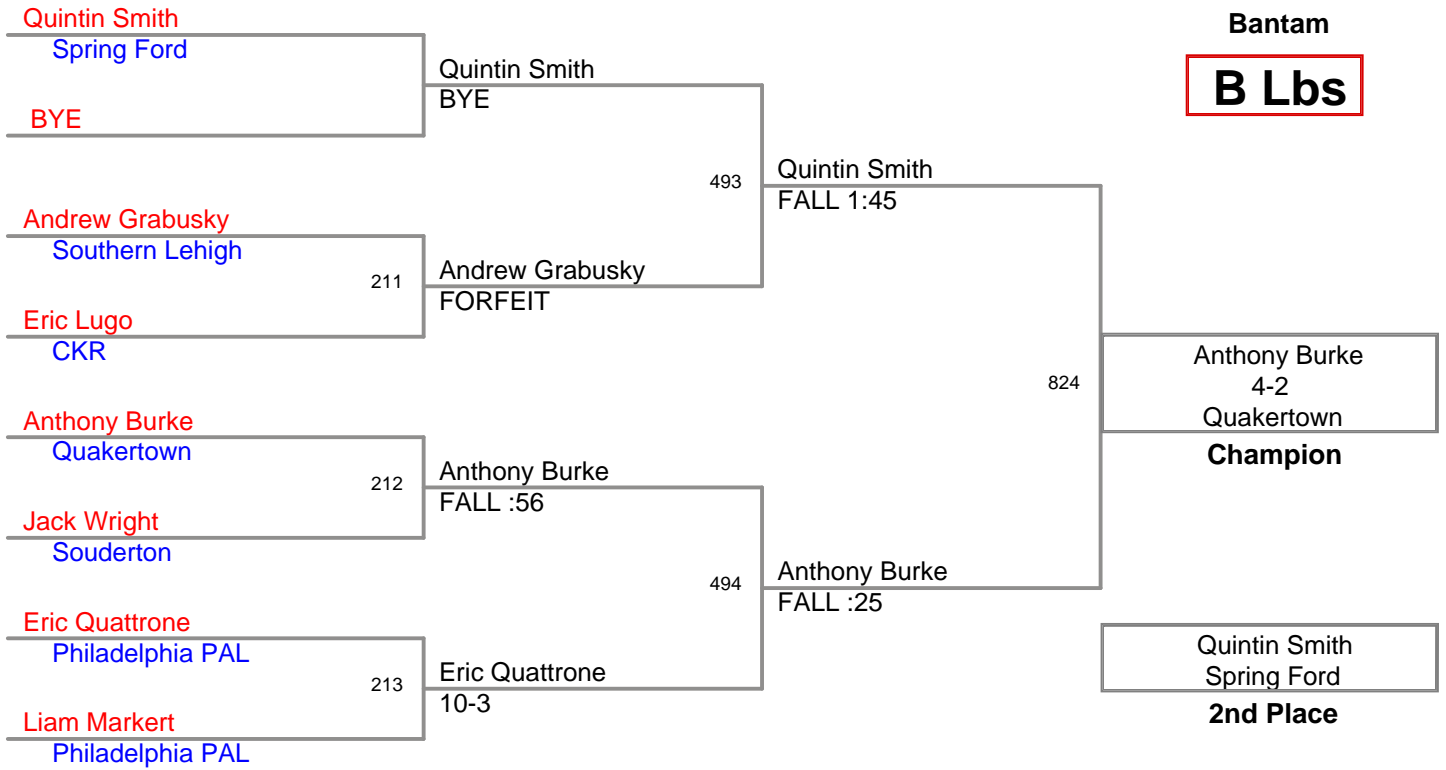 Bantam
B Lbs
Quintin Smith
Spring Ford
BYE
Andrew Grabusky
Southern Lehigh
211
Eric Lugo
CKR
Anthony Burke
Quakertown
212
Jack Wright
Souderton
Eric Quattrone
Philadelphia PAL
213
Liam Markert
Philadelphia PAL
Quintin Smith
BYE
493
Andrew Grabusky
FORFEIT
Anthony Burke
FALL :56
494
Eric Quattrone
10-3
Quintin Smith
FALL 1:45
824
Anthony Burke
FALL :25
Anthony Burke
4-2
Quakertown
Champion
Quintin Smith
Spring Ford
2nd Place